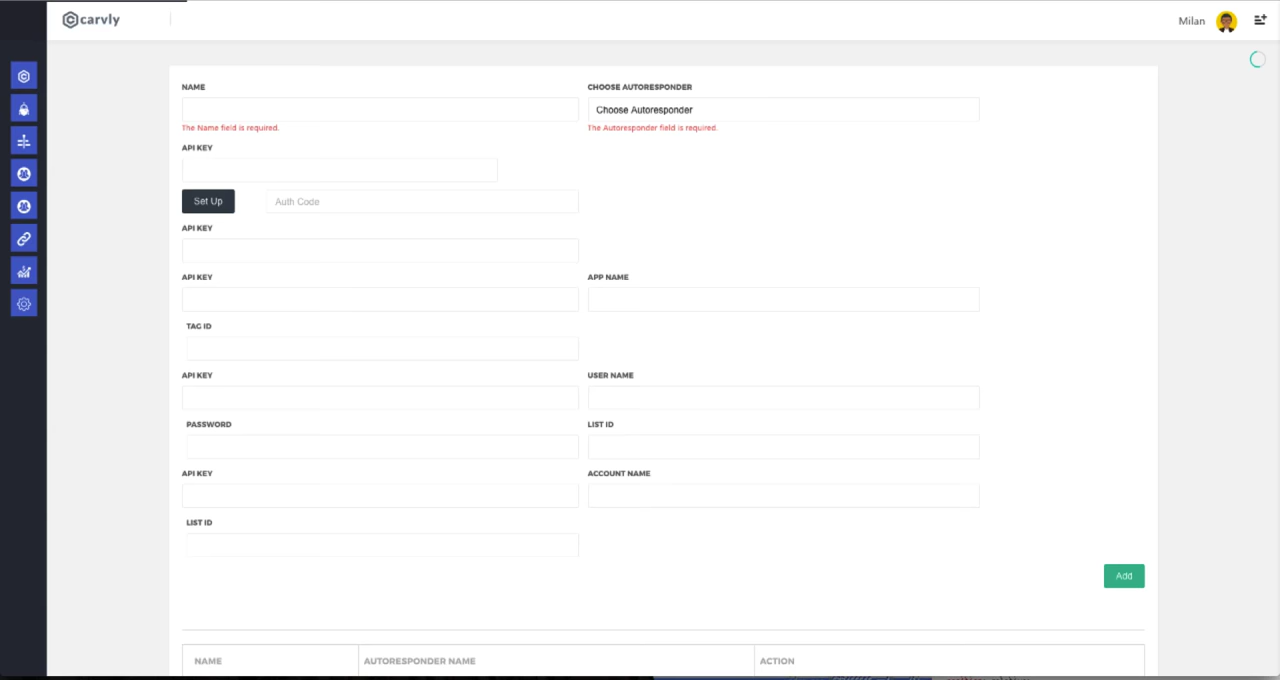 carvly
Milan
NAME
CHOOSE AUTORESPONDER
Choose Autoresponder
The Name field is required.
The Autoresponder field is required.
API KEY
Set Up
Auth Code
API KEY
API KEY
APP NAME
TAG ID
API KEY
USER NAME
PASSWORD
LIST ID
API KEY
ACCOUNT NAME
LIST ID
Add
NAME
AUTORESPONDER NAME
ACTION